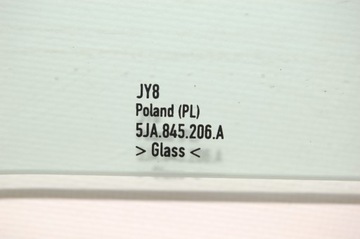 JY8
Poland (PL)
5JA.845.206.A
> Glass <